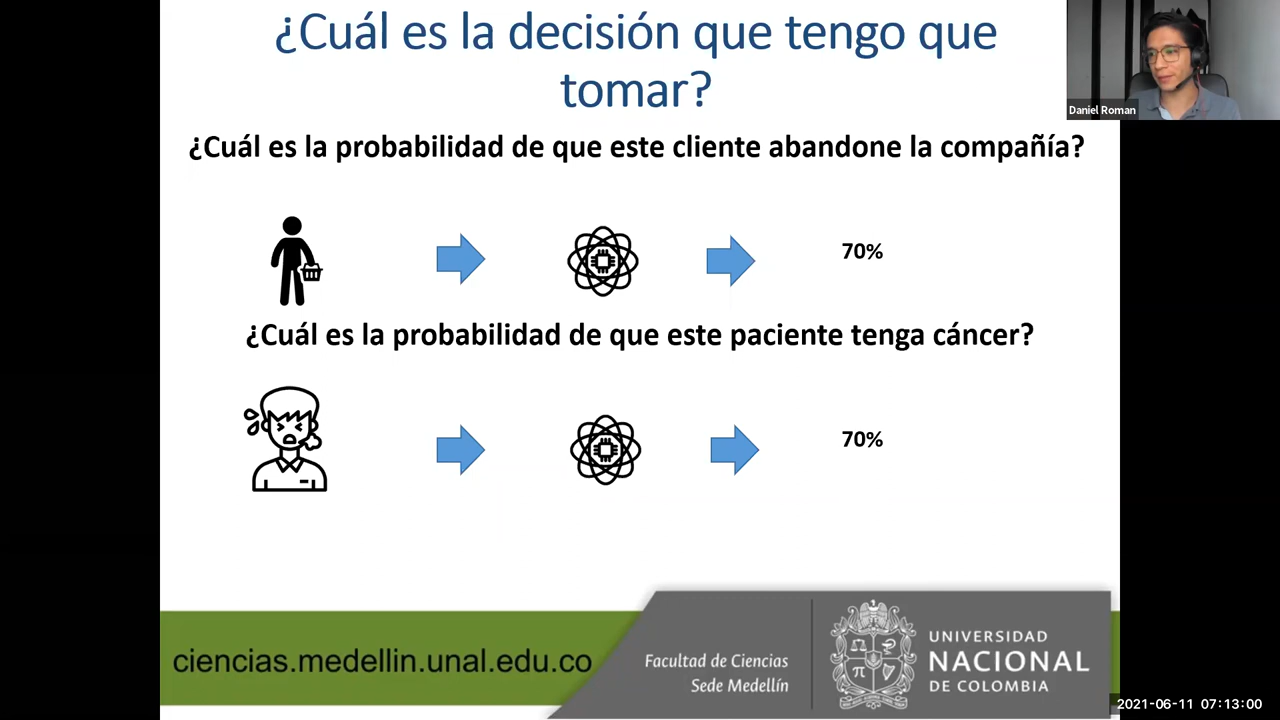 ¿Cuál es la decisión que tengo que
tomar?
Daniel Roman
¿Cuál es la probabilidad de que este cliente abandone la compañía?
70%
¿Cuál es la probabilidad de que este paciente tenga cáncer?
70%
ciencias.medellin.unal.edu.co
Facultad de Ciencias
Sede Medellín
π
UNIVERSIDAD
NACIONAL
DE COLOMBIA
2021-06-11 07:13:00